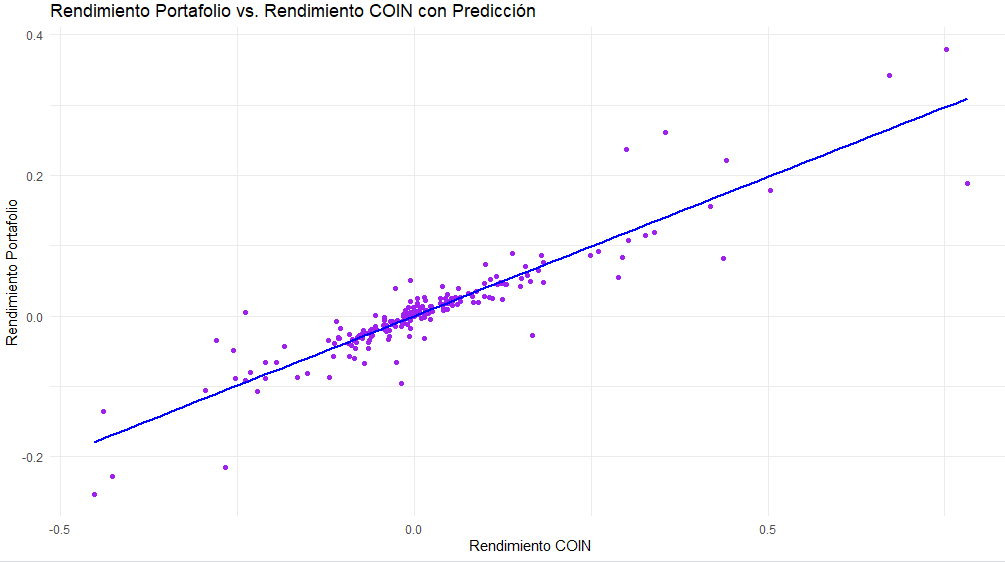 Rendimiento Portafolio vs. Rendimiento COIN con Predicción
0.4
0.2
0.0
-0.2
Rendimiento Portafolio
-0.5
0.0
0.5
Rendimiento COIN